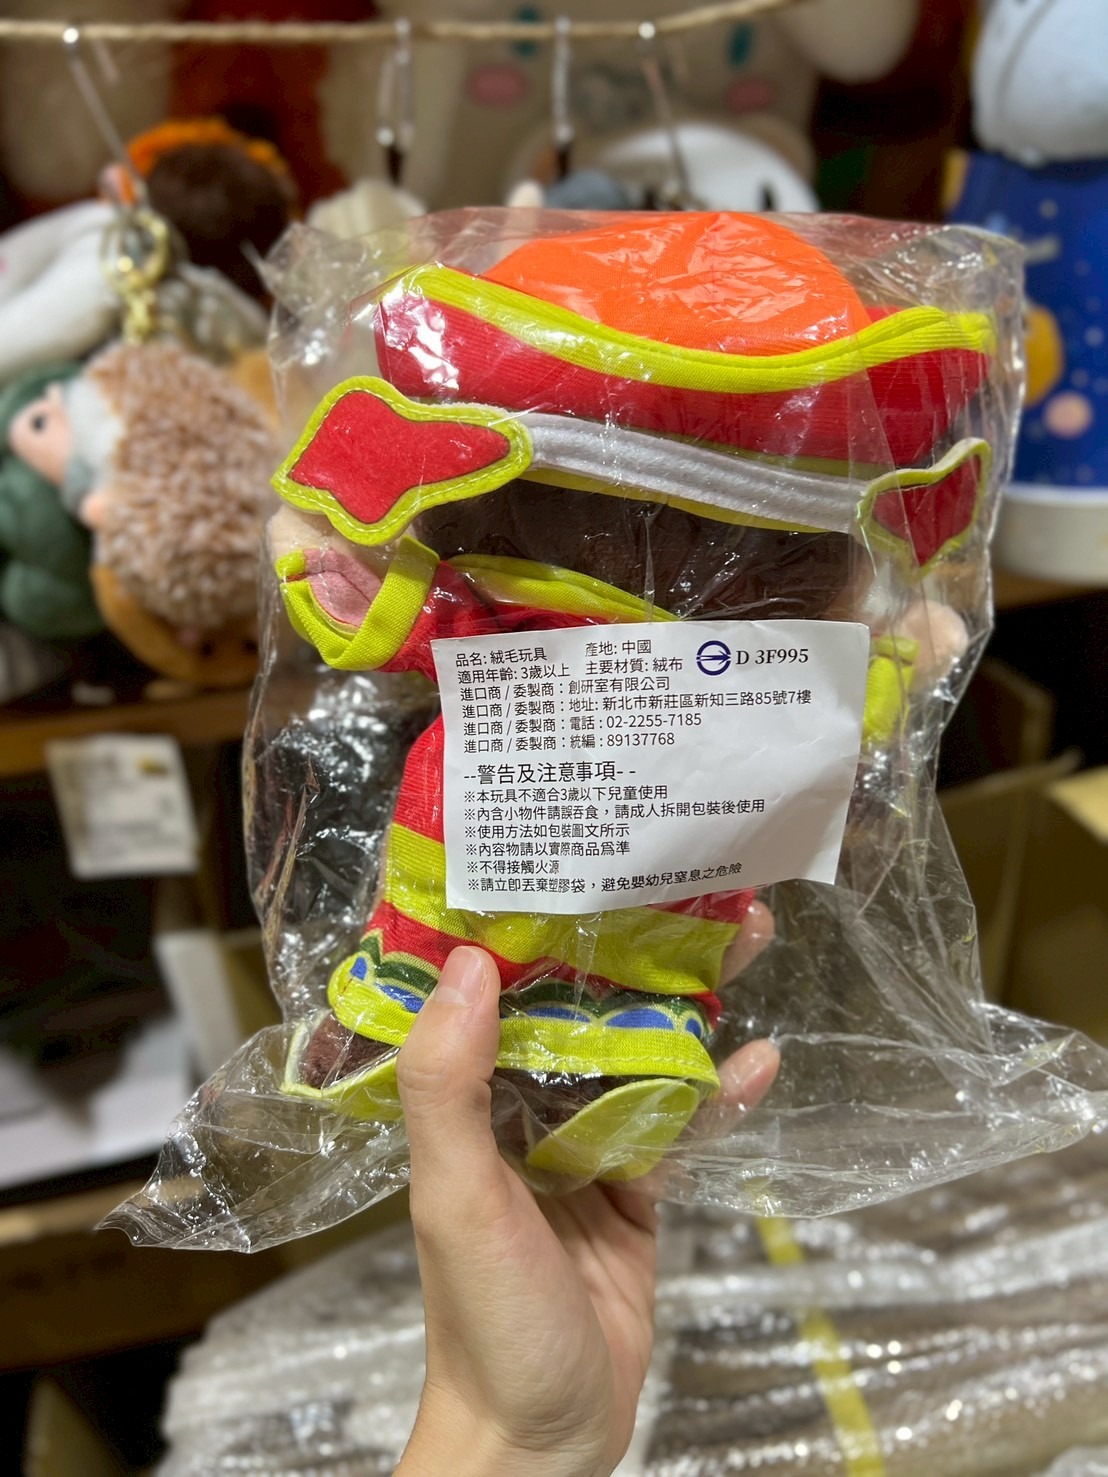 品名: 絨毛玩具 產地: 中國
適用年齡: 3歲以上 主要材質: 絨布 D 3F995
進口商 / 委製商：創研室有限公司
進口商 / 委製商：地址: 新北市新莊區新知三路85號7樓
進口商 / 委製商：電話 : 02-2255-7185
進口商 / 委製商：統編 : 89137768
--警告及注意事項--
※本玩具不適合3歲以下兒童使用
※內含小物件請誤吞食，請成人拆開包裝後使用
※使用方法如包裝圖文所示
※內容物請以實際商品為準
※不得接觸火源
※請立即丟棄塑膠袋，避免嬰幼兒窒息之危險